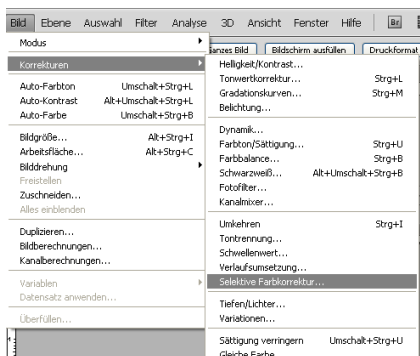 Bild Ebene Auswahl Filter Analyse 3D Ansicht Fenster Hilfe Br
Ganzes Bild Bildschirm ausfüllen Druckformat
Modus
Korrekturen
Auto-Farbton Umschalt+Strg+L
Auto-Kontrast Alt+Umschalt+Strg+L
Auto-Farbe Umschalt+Strg+B
Bildgröße... Alt+Strg+I
Arbeitsfläche... Alt+Strg+C
Bilddrehung
Freistellen
Zuschneiden...
Alles einblenden
Duplizieren...
Bildberechnungen...
Kanalberechnungen...
Variablen
Datensatz anwenden...
Überfüllen...
Helligkeit/Kontrast...
Tonwertkorrektur... Strg+L
Gradationskurven... Strg+M
Belichtung...
Dynamik...
Farbton/Sättigung... Strg+U
Farbbalance... Strg+B
Schwarzweiß... Alt+Umschalt+Strg+B
Fotofilter...
Kanalmixer...
Umkehren Strg+I
Tontrennung...
Schwellenwert...
Verlaufsumsetzung...
Selektive Farbkorrektur...
Tiefen/Lichter...
Variationen...
Sättigung verringern Umschalt+Strg+U
Gleiche Farbe